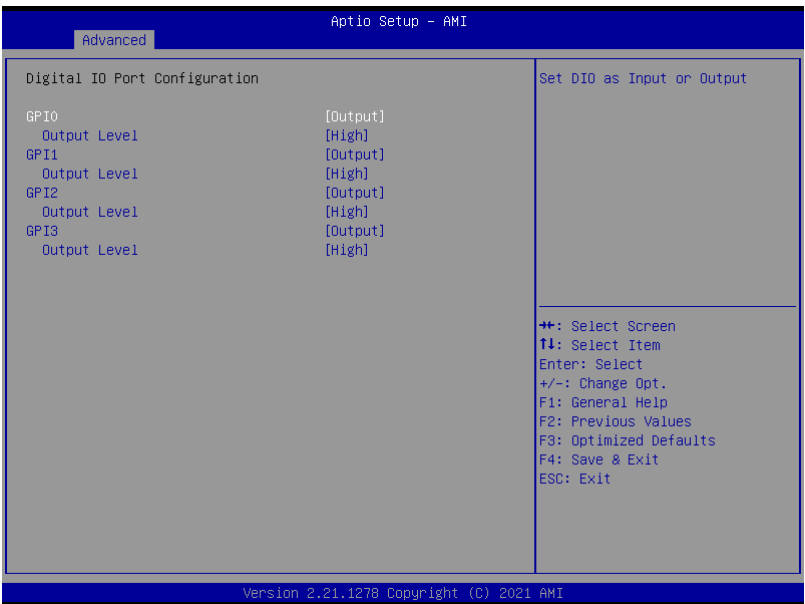 Aptio Setup – AMI
Advanced
Digital IO Port Configuration
GPI0 [Output]
Output Level [High]
GPI1 [Output]
Output Level [High]
GPI2 [Output]
Output Level [High]
GPI3 [Output]
Output Level [High]
Set DIO as Input or Output
→←: Select Screen
↑↓: Select Item
Enter: Select
+/-: Change Opt.
F1: General Help
F2: Previous Values
F3: Optimized Defaults
F4: Save & Exit
ESC: Exit
Version 2.21.1278 Copyright (C) 2021 AMI